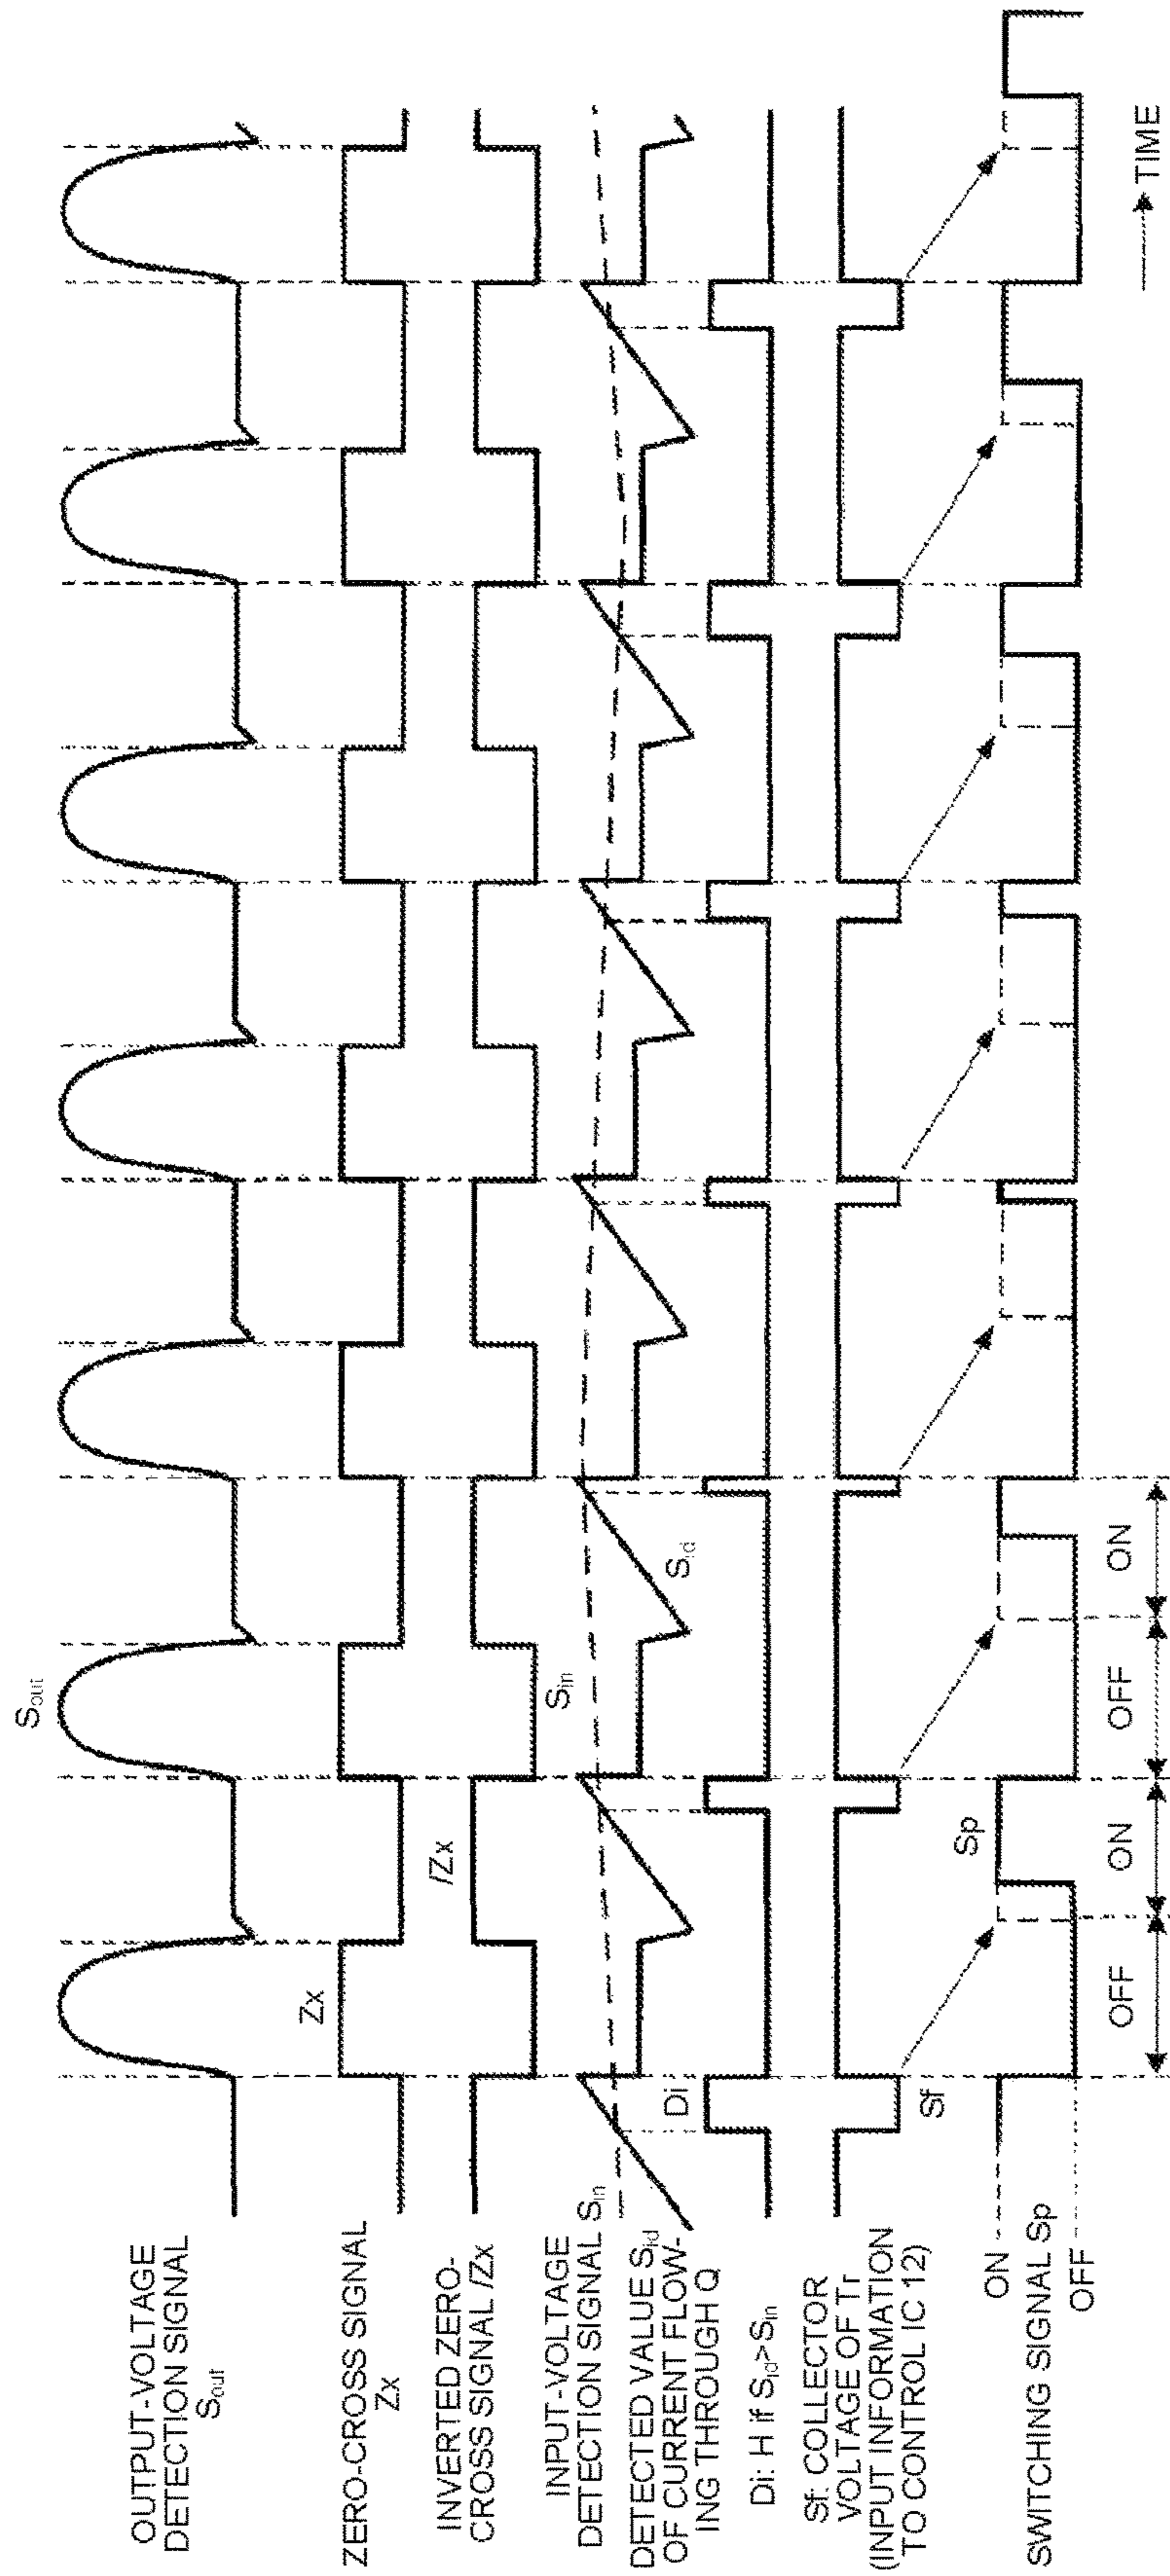 OUTPUT-VOLTAGE
DETECTION SIGNAL
Sout
Sout
ZERO-CROSS SIGNAL
Zx
Zx
INVERTED ZERO-
CROSS SIGNAL /Zx
/Zx
INPUT-VOLTAGE
DETECTION SIGNAL Sin
Sin
DETECTED VALUE Sid
OF CURRENT FLOW-
ING THROUGH Q
Sid
Di: H if Sid>Sin
Di
Sf: COLLECTOR
VOLTAGE OF Tr
(INPUT INFORMATION
TO CONTROL IC 12)
Sf
ON
SWITCHING SIGNAL Sp
OFF
Sp
OFF
ON
OFF
ON
TIME